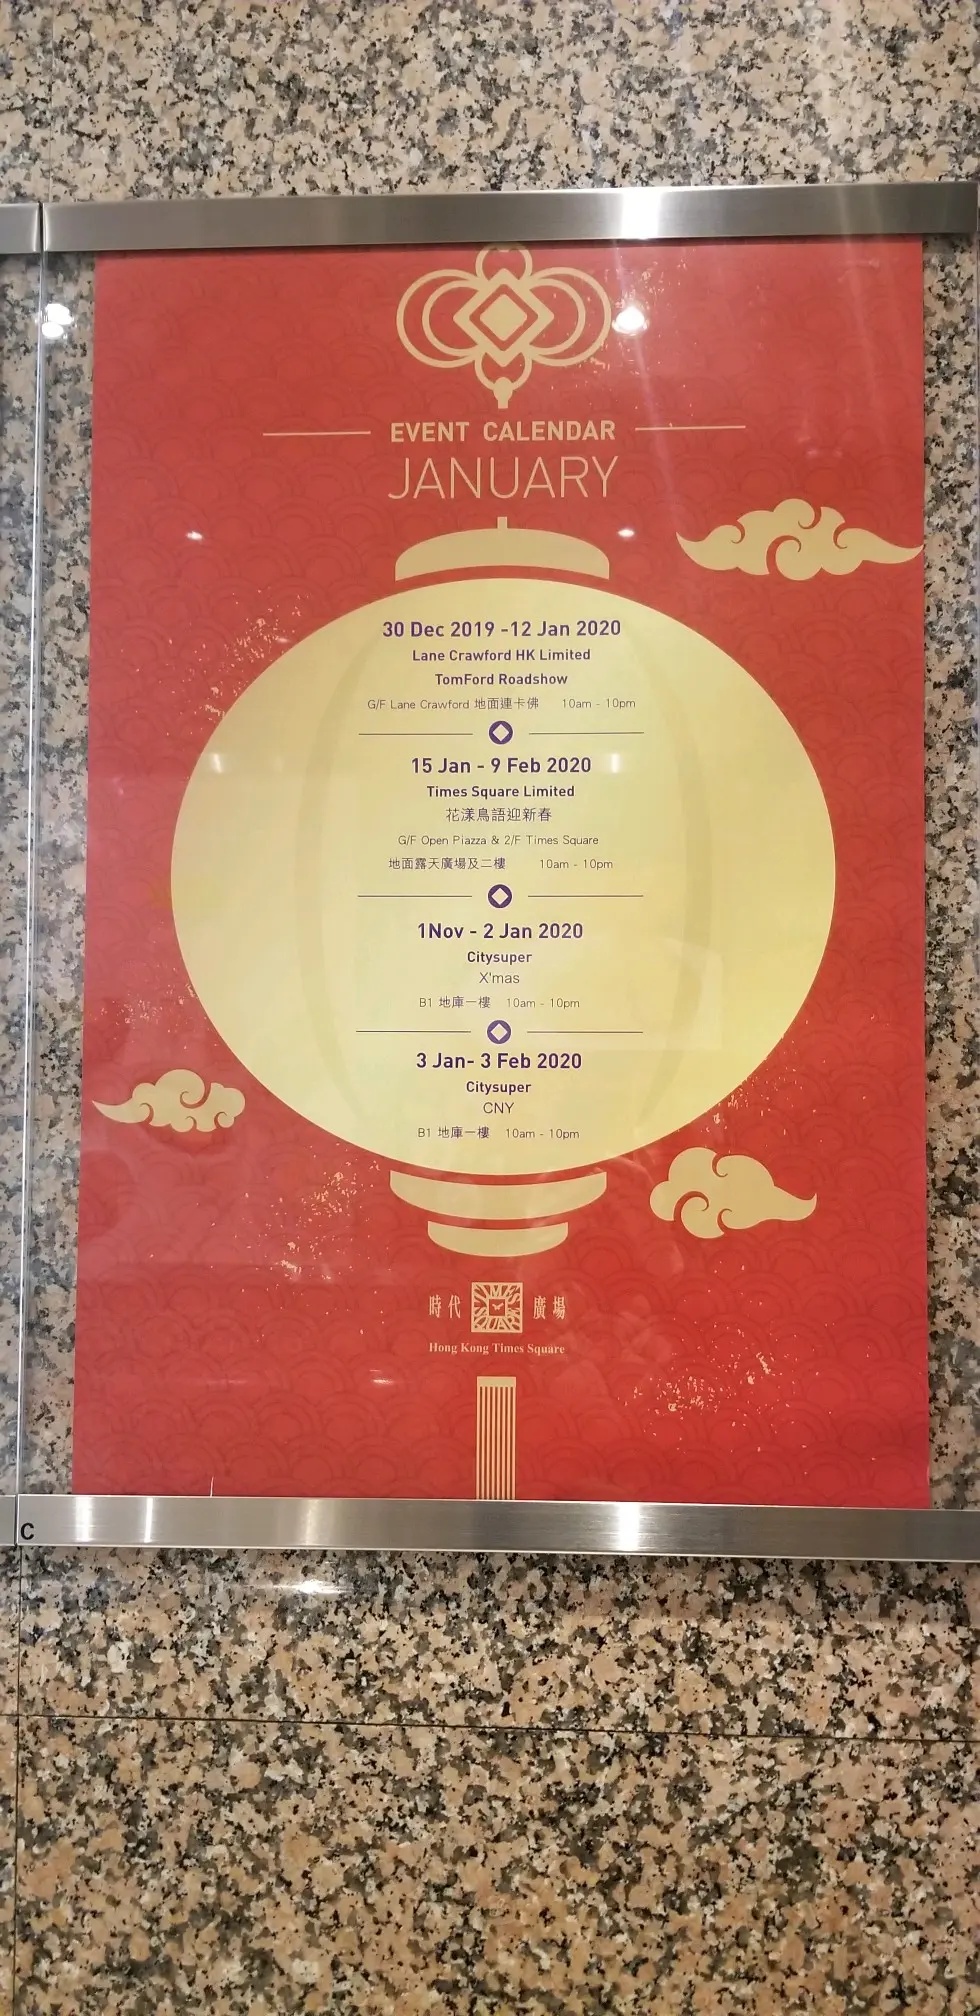 EVENT CALENDAR
JANUARY
30 Dec 2019 -12 Jan 2020
Lane Crawford HK Limited
TomFord Roadshow
G/F Lane Crawford 地面連卡佛 10am - 10pm
15 Jan - 9 Feb 2020
Times Square Limited
花漾鳥語迎新春
G/F Open Piazza & 2/F Times Square
地面露天廣場及二樓 10am - 10pm
1Nov - 2 Jan 2020
Citysuper
X'mas
B1 地庫一樓 10am - 10pm
3 Jan- 3 Feb 2020
Citysuper
CNY
B1 地庫一樓 10am - 10pm
時代 TIMES SQUARE 廣場
Hong Kong Times Square
C